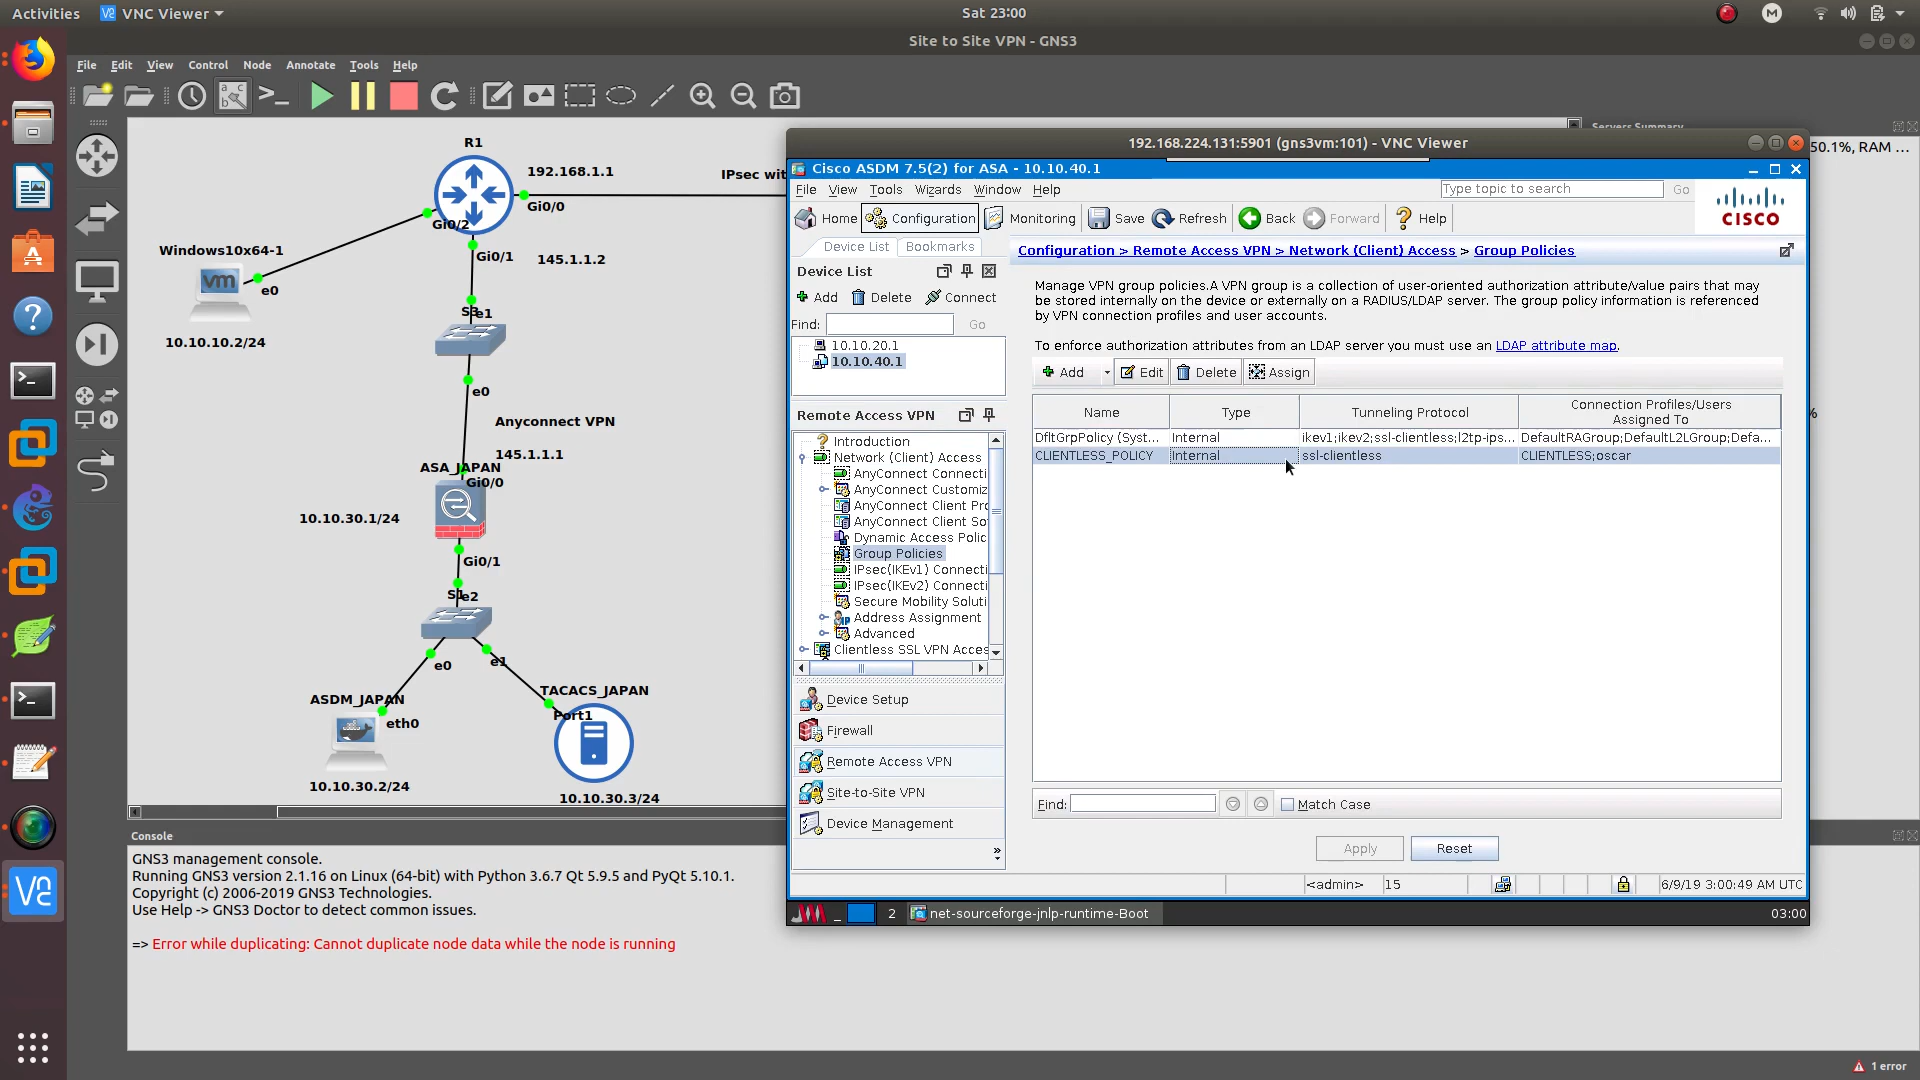 Activities
VNC Viewer
Sat 23:00
M
Site to Site VPN - GNS3
File Edit View Control Node Annotate Tools Help
Servers Summary
50.1%, RAM ...
%
R1
192.168.1.1
Gi0/0
IPsec wit
Gi0/2
Windows10x64-1
vm
e0
10.10.10.2/24
Gi0/1
145.1.1.2
e1
e0
Anyconnect VPN
145.1.1.1
ASA_JAPAN
Gi0/0
10.10.30.1/24
Gi0/1
e2
e0
e1
ASDM_JAPAN
eth0
10.10.30.2/24
TACACS_JAPAN
Port1
10.10.30.3/24
Console
GNS3 management console.
Running GNS3 version 2.1.16 on Linux (64-bit) with Python 3.6.7 Qt 5.9.5 and PyQt 5.10.1.
Copyright (c) 2006-2019 GNS3 Technologies.
Use Help -> GNS3 Doctor to detect common issues.
=> Error while duplicating: Cannot duplicate node data while the node is running
1 error
192.168.224.131:5901 (gns3vm:101) - VNC Viewer
Cisco ASDM 7.5(2) for ASA - 10.10.40.1
File View Tools Wizards Window Help
Type topic to search
Go
CISCO
Home Configuration Monitoring Save Refresh Back Forward Help
Device List
Bookmarks
Device List
Add Delete Connect
Find:
Go
10.10.20.1
10.10.40.1
Remote Access VPN
Introduction
Network (Client) Access
AnyConnect Connecti
AnyConnect Customiz
AnyConnect Client Pro
AnyConnect Client So
Dynamic Access Polic
Group Policies
IPsec(IKEv1) Connecti
IPsec(IKEv2) Connecti
Secure Mobility Soluti
Address Assignment
Advanced
Clientless SSL VPN Acces
Device Setup
Firewall
Remote Access VPN
Site-to-Site VPN
Device Management
Configuration > Remote Access VPN > Network (Client) Access > Group Policies
Manage VPN group policies.A VPN group is a collection of user-oriented authorization attribute/value pairs that may
be stored internally on the device or externally on a RADIUS/LDAP server. The group policy information is referenced
by VPN connection profiles and user accounts.
To enforce authorization attributes from an LDAP server you must use an LDAP attribute map.
Add Edit Delete Assign
Name Type Tunneling Protocol Connection Profiles/Users Assigned To
DfltGrpPolicy (Syst... Internal ikev1;ikev2;ssl-clientless;l2tp-ips... DefaultRAGroup;DefaultL2LGroup;Defa...
CLIENTLESS_POLICY Internal ssl-clientless CLIENTLESS;oscar
Find:
Match Case
Apply
Reset
<admin> 15
6/9/19 3:00:49 AM UTC
2
net-sourceforge-jnlp-runtime-Boot
03:00